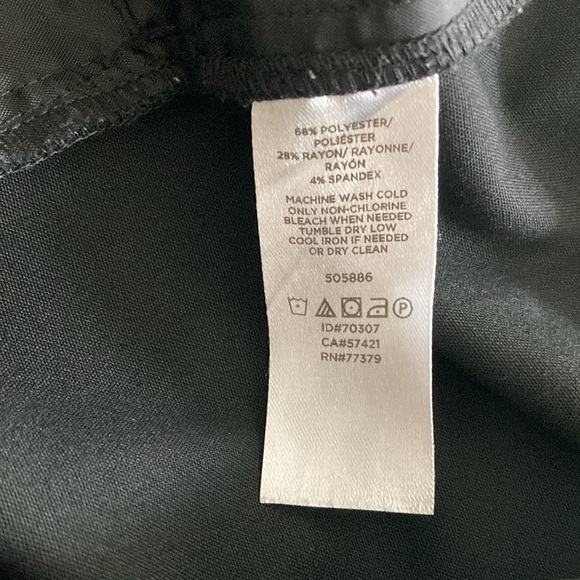 68% POLYESTER/
POLIÉSTER
28% RAYON/ RAYONNE/
RAYÓN
4% SPANDEX
MACHINE WASH COLD
ONLY NON-CHLORINE
BLEACH WHEN NEEDED
TUMBLE DRY LOW
COOL IRON IF NEEDED
OR DRY CLEAN
505886
P
ID#70307
CA#57421
RN#77379